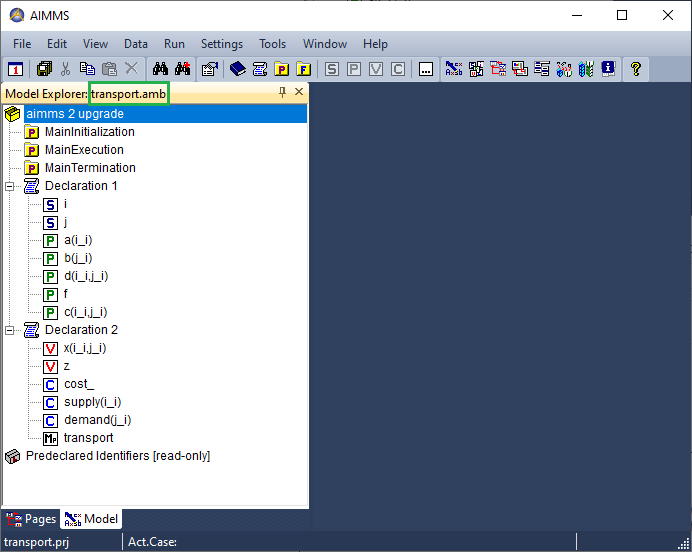 AIMMS
File Edit View Data Run Settings Tools Window Help
1 P F S P V C ... i ?
Model Explorer: transport.amb
aimms 2 upgrade
P MainInitialization
P MainExecution
P MainTermination
Declaration 1
S i
S j
P a(i_i)
P b(j_i)
P d(i_i,j_i)
P f
P c(i_i,j_i)
Declaration 2
V x(i_i,j_i)
V z
C cost_
C supply(i_i)
C demand(j_i)
MP transport
Predeclared Identifiers [read-only]
Pages Model
transport.prj Act.Case: